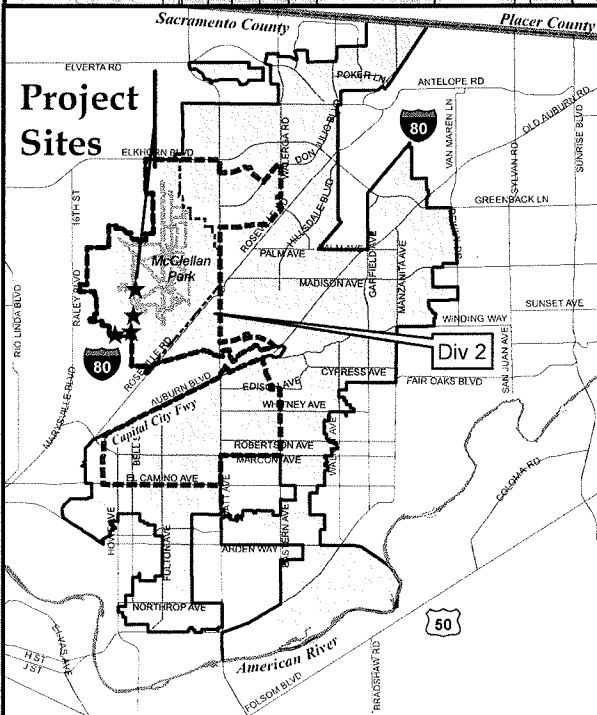 Sacramento County
Placer County
ELVERTA RD
POKER LN
ANTELOPE RD
Project
Sites
80
OLD AUBURN RD
VAN MAREN LN
SYLVAN RD
SUNRISE BLVD
WALERGA RD
DON JULIO BLVD
ELKHORN BLVD
16TH ST
ROSEVILLE RD
HILLSDALE BLVD
GREENBACK LN
McClellan
Park
PALM AVE
GARFIELD AVE
MANZANITA AVE
RALEY BLVD
MADISON AVE
RIO LINDA BLVD
SUNSET AVE
WINDING WAY
Div 2
80
ROSEVILLE RD
SAN JUAN AVE
CYPRESS AVE
FAIR OAKS BLVD
MARYSVILLE BLVD
AUBURN BLVD
EDISON AVE
WHITNEY AVE
Capital City Fwy
BELL
ROBERTSON AVE
MARCONI AVE
EL CAMINO AVE
COLOMA RD
HOWE AVE
WATT AVE
FULTON AVE
EASTERN AVE
ARDEN WAY
NORTHROP AVE
50
ELVAS AVE
American River
H ST
J ST
FOLSOM BLVD
BRADSHAW RD